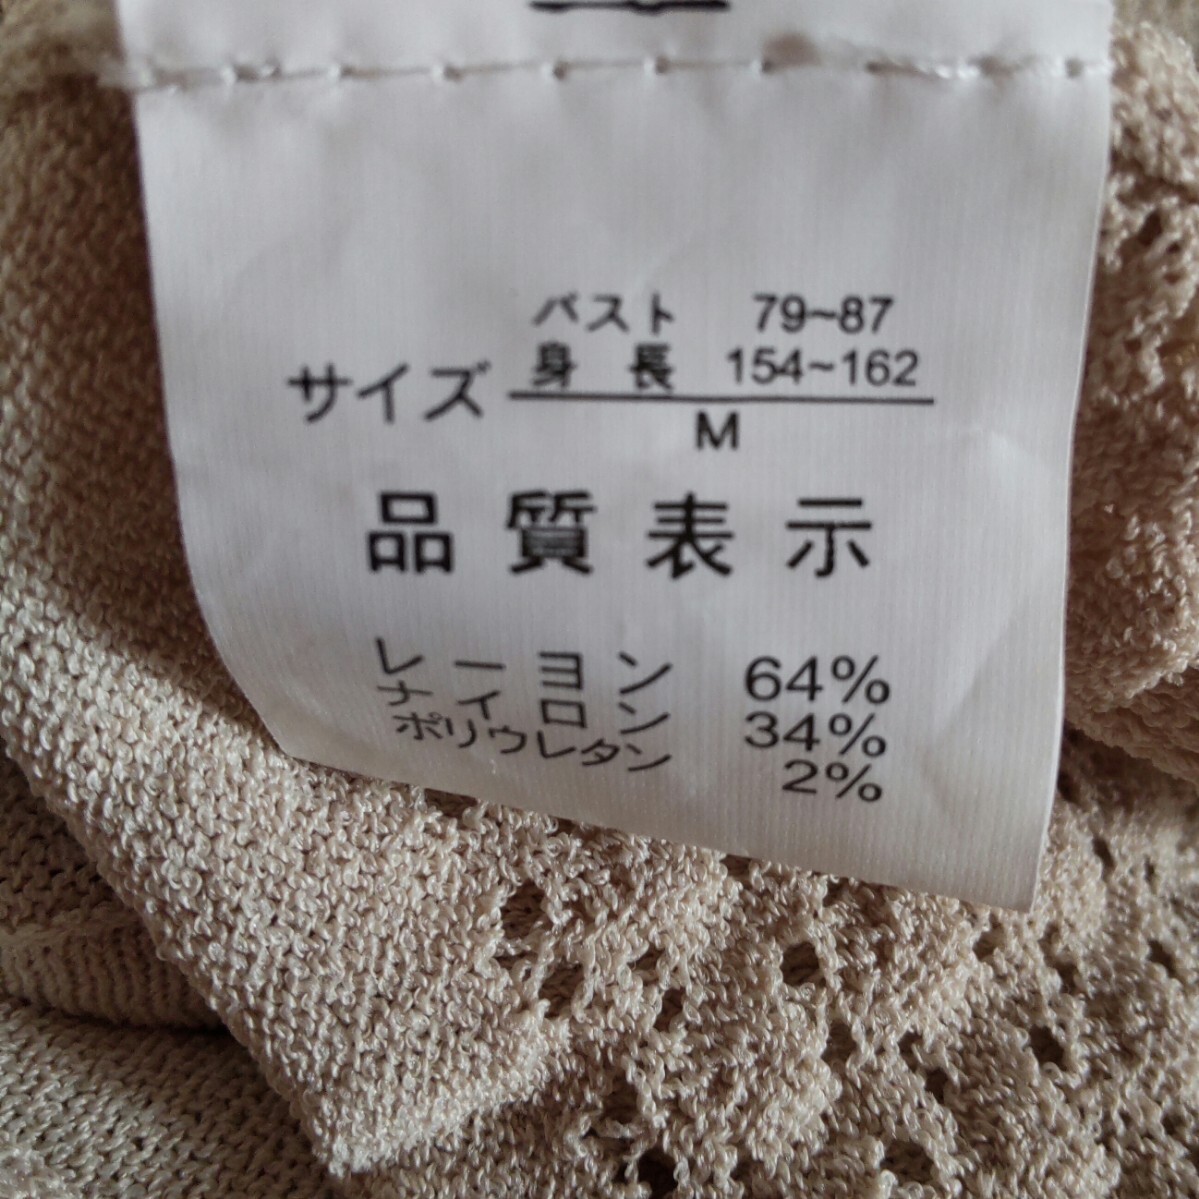 バスト 79~87
サイズ 身長 154~162
M
品質表示
レーヨン 64%
ナイロン 34%
ポリウレタン 2%